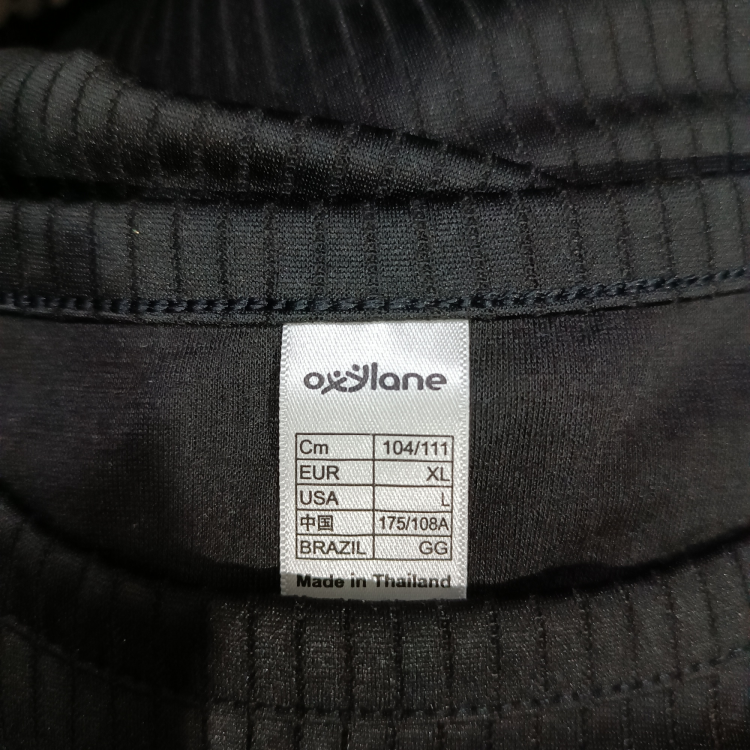 oxylane
Cm 104/111
EUR XL
USA L
中国 175/108A
BRAZIL GG
Made in Thailand